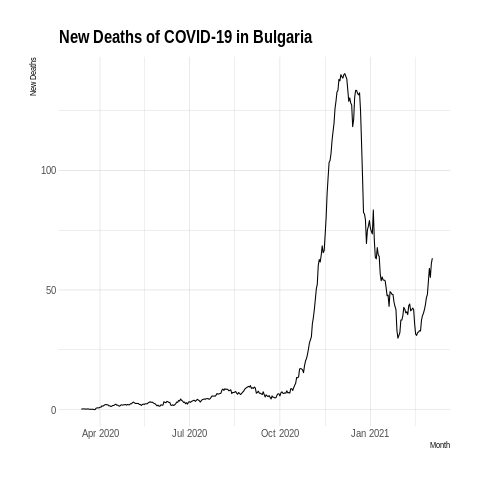 New Deaths of COVID-19 in Bulgaria
New Deaths
100
50
0
Apr 2020
Jul 2020
Oct 2020
Jan 2021
Month